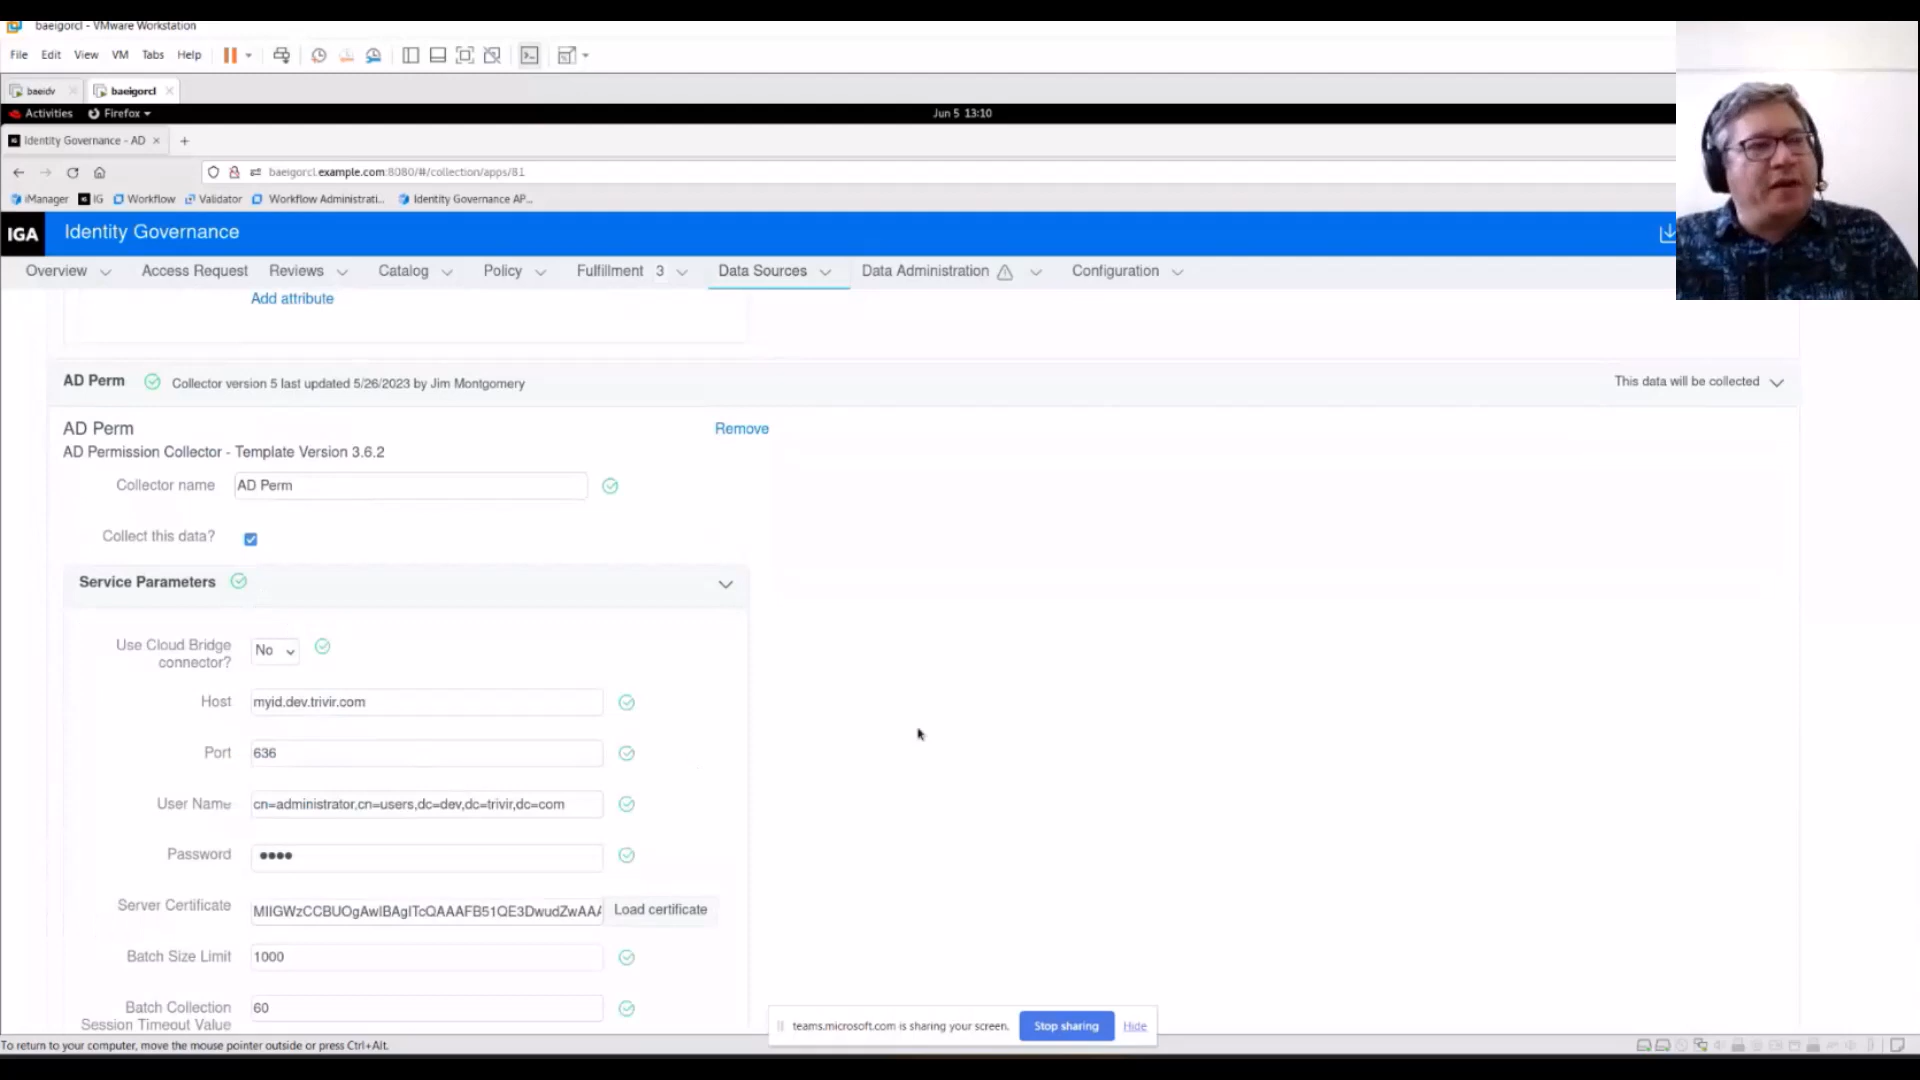 baeigorcl - VMware Workstation
File Edit View VM Tabs Help
baeidv baeigorcl
Activities Firefox Jun 5 13:10
Identity Governance - AD
baeigorcl.example.com:8080/#/collection/apps/81
iManager IG Workflow Validator Workflow Administrati... Identity Governance AP...
IGA Identity Governance
Overview Access Request Reviews Catalog Policy Fulfillment 3 Data Sources Data Administration Configuration
Add attribute
AD Perm Collector version 5 last updated 5/26/2023 by Jim Montgomery This data will be collected
AD Perm Remove
AD Permission Collector - Template Version 3.6.2
Collector name AD Perm
Collect this data?
Service Parameters
Use Cloud Bridge
connector? No
Host myid.dev.trivir.com
Port 636
User Name cn=administrator,cn=users,dc=dev,dc=trivir,dc=com
Password ••••
Server Certificate Load certificate
Batch Size Limit 1000
Batch Collection
Session Timeout Value 60
teams.microsoft.com is sharing your screen. Stop sharing Hide
To return to your computer, move the mouse pointer outside or press Ctrl+Alt.